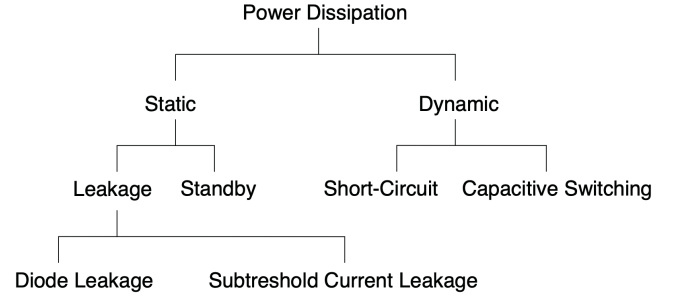 Power Dissipation
Static Dynamic
Leakage Standby Short-Circuit Capacitive Switching
Diode Leakage Subtreshold Current Leakage